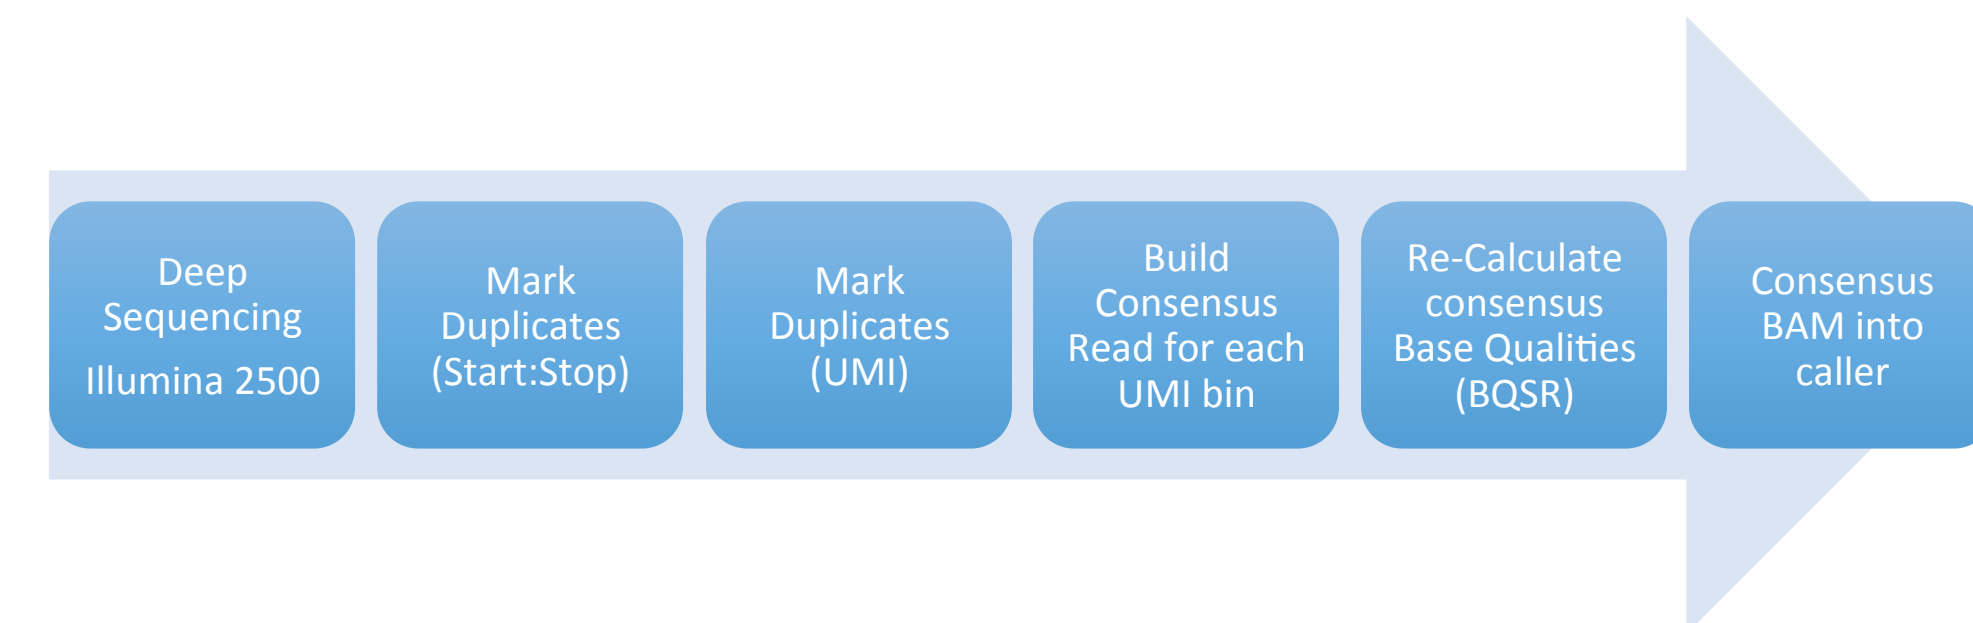 Deep
Sequencing
Illumina 2500
Mark
Duplicates
(Start:Stop)
Mark
Duplicates
(UMI)
Build
Consensus
Read for each
UMI bin
Re-Calculate
consensus
Base Qualities
(BQSR)
Consensus
BAM into
caller